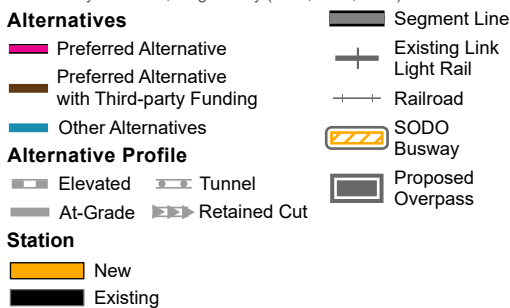 Alternatives
Preferred Alternative
Preferred Alternative
with Third-party Funding
Other Alternatives
Alternative Profile
Elevated
Tunnel
At-Grade
Retained Cut
Station
New
Existing
Segment Line
Existing Link
Light Rail
Railroad
SODO
Busway
Proposed
Overpass